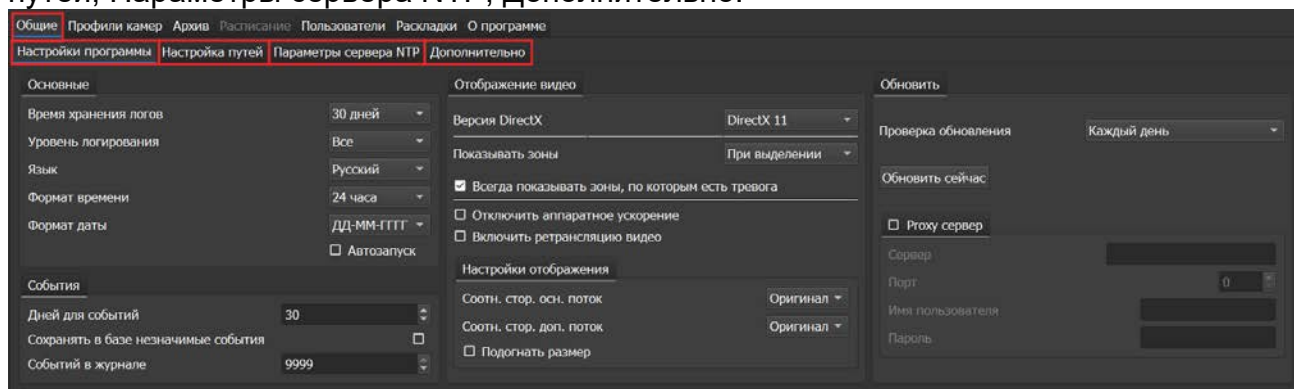 путей, Параметры сервера NTP, Дополнительно.
Общие Профили камер Архив Расписание Пользователи Раскладки О программе
Настройки программы Настройка путей Параметры сервера NTP Дополнительно
Основные
Время хранения логов 30 дней
Уровень логирования Все
Язык Русский
Формат времени 24 часа
Формат даты ДД-ММ-ГГГГ
Автозапуск
События
Дней для событий 30
Сохранять в базе незначимые события
Событий в журнале 9999
Отображение видео
Версия DirectX DirectX 11
Показывать зоны При выделении
Всегда показывать зоны, по которым есть тревога
Отключить аппаратное ускорение
Включить ретрансляцию видео
Настройки отображения
Соотн. стор. осн. поток Оригинал
Соотн. стор. доп. поток Оригинал
Подогнать размер
Обновить
Проверка обновления Каждый день
Обновить сейчас
Proxy сервер
Сервер
Порт 0
Имя пользователя
Пароль